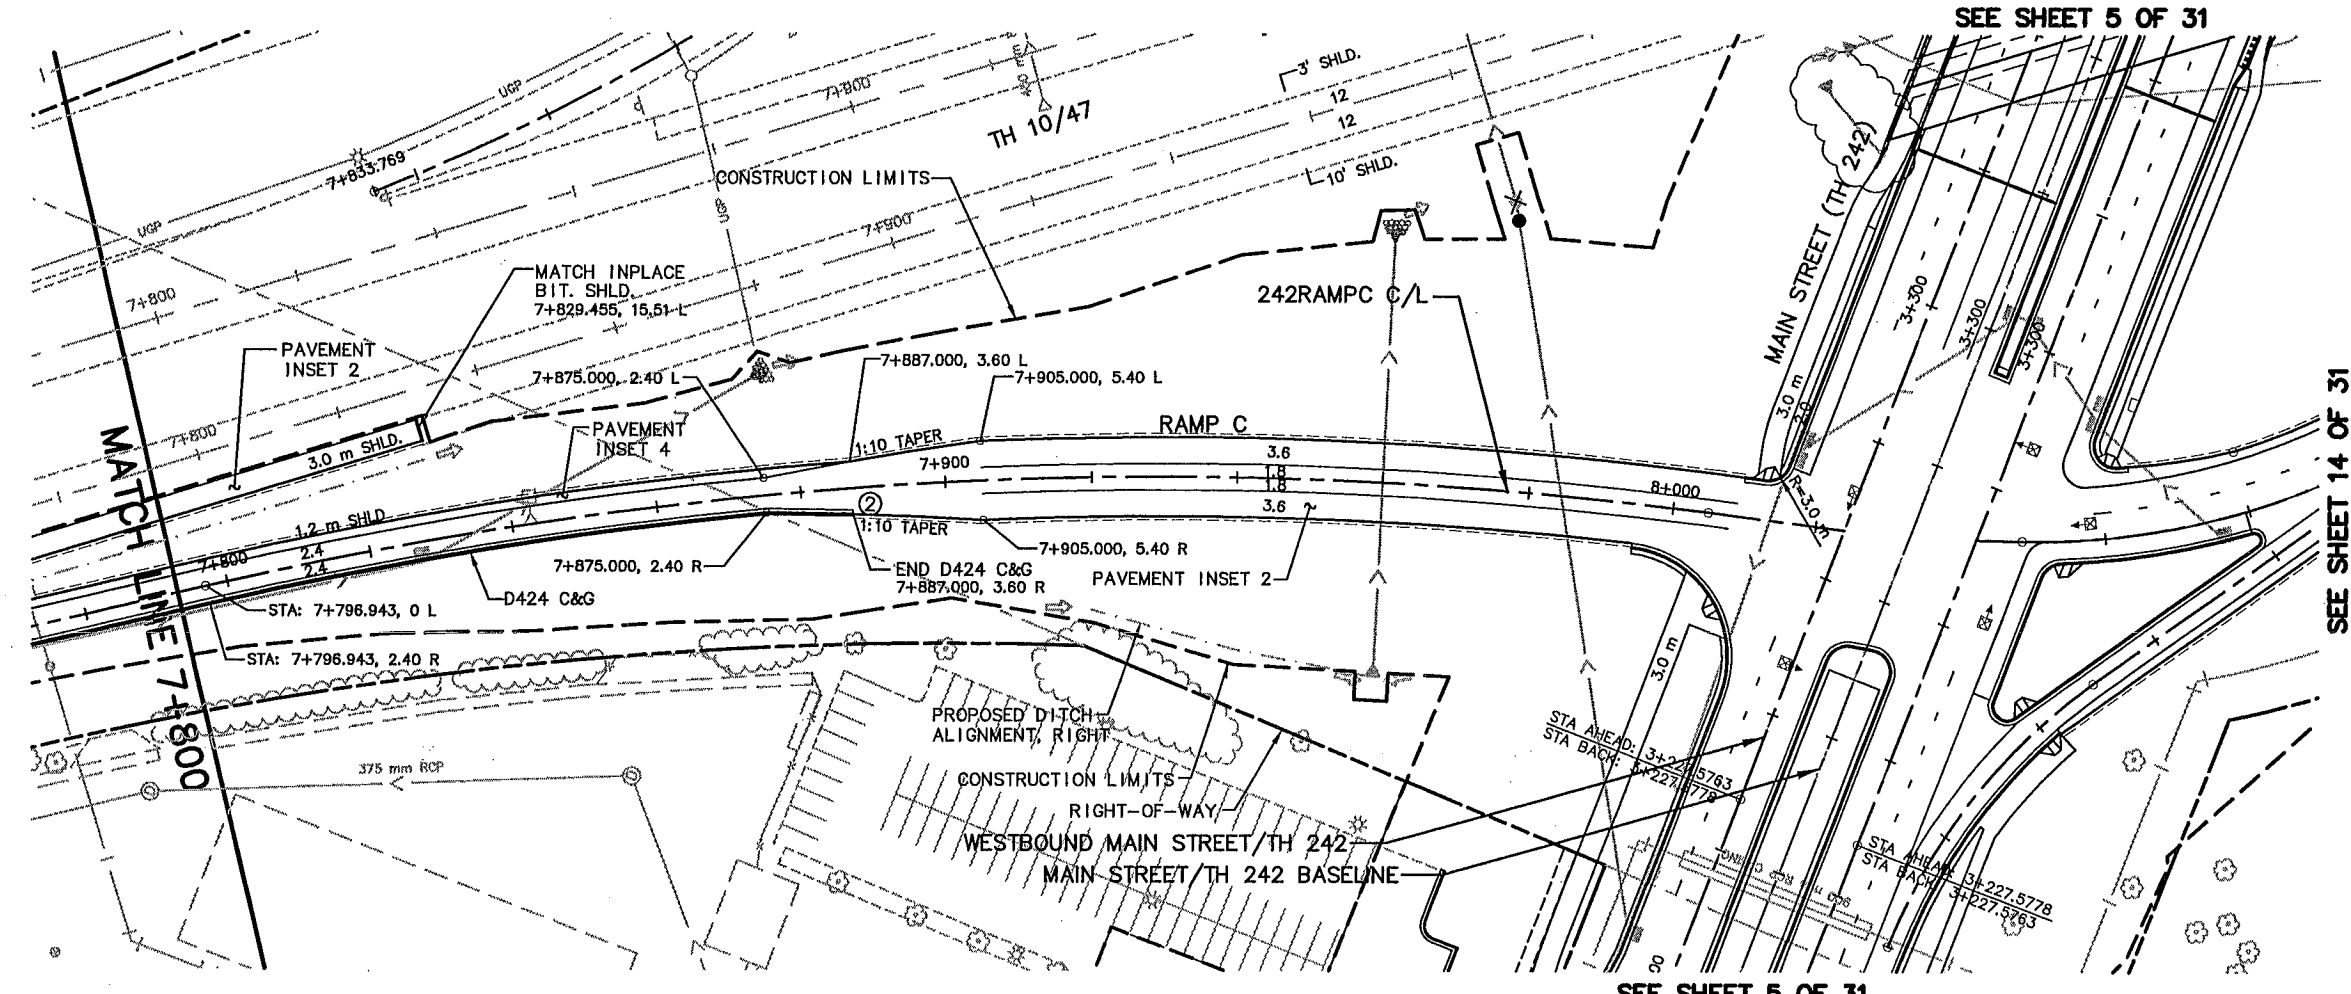 SEE SHEET 5 OF 31
3' SHLD.
7+900
12
TH 10/47
12
UGP
7+833.769
CONSTRUCTION LIMITS
10' SHLD.
MAIN STREET (TH 242)
UGP
7+900
MATCH INPLACE
BIT. SHLD.
7+829.455, 15.51 L
7+800
242RAMPC C/L
3+300
3+300
3+300
PAVEMENT
INSET 2
7+887.000, 3.60 L
7+875.000, 2.40 L
7+905.000, 5.40 L
3.0 m
2.0
SEE SHEET 14 OF 31
7+800
3.0 m SHLD.
PAVEMENT
INSET 4
1:10 TAPER
RAMP C
3.6
7+900
1.8
1.8
3.6
8+000
R=3.0 m
MATCH LINE 7+800
1.2 m SHLD
2.4
7+800
2.4
2
1:10 TAPER
7+905.000, 5.40 R
7+875.000, 2.40 R
END D424 C&G
7+887.000, 3.60 R
PAVEMENT INSET 2
D424 C&G
STA: 7+796.943, 0 L
STA: 7+796.943, 2.40 R
3.0 m
PROPOSED DITCH
ALIGNMENT, RIGHT
STA AHEAD: 3+227.5763
STA BACK: 3+227.5778
375 mm RCP
CONSTRUCTION LIMITS
RIGHT-OF-WAY
WESTBOUND MAIN STREET/TH 242
MAIN STREET/TH 242 BASELINE
STA AHEAD: 3+227.5778
STA BACK: 3+227.5763
900 mm RCP CASING
00
SEE SHEET 5 OF 31